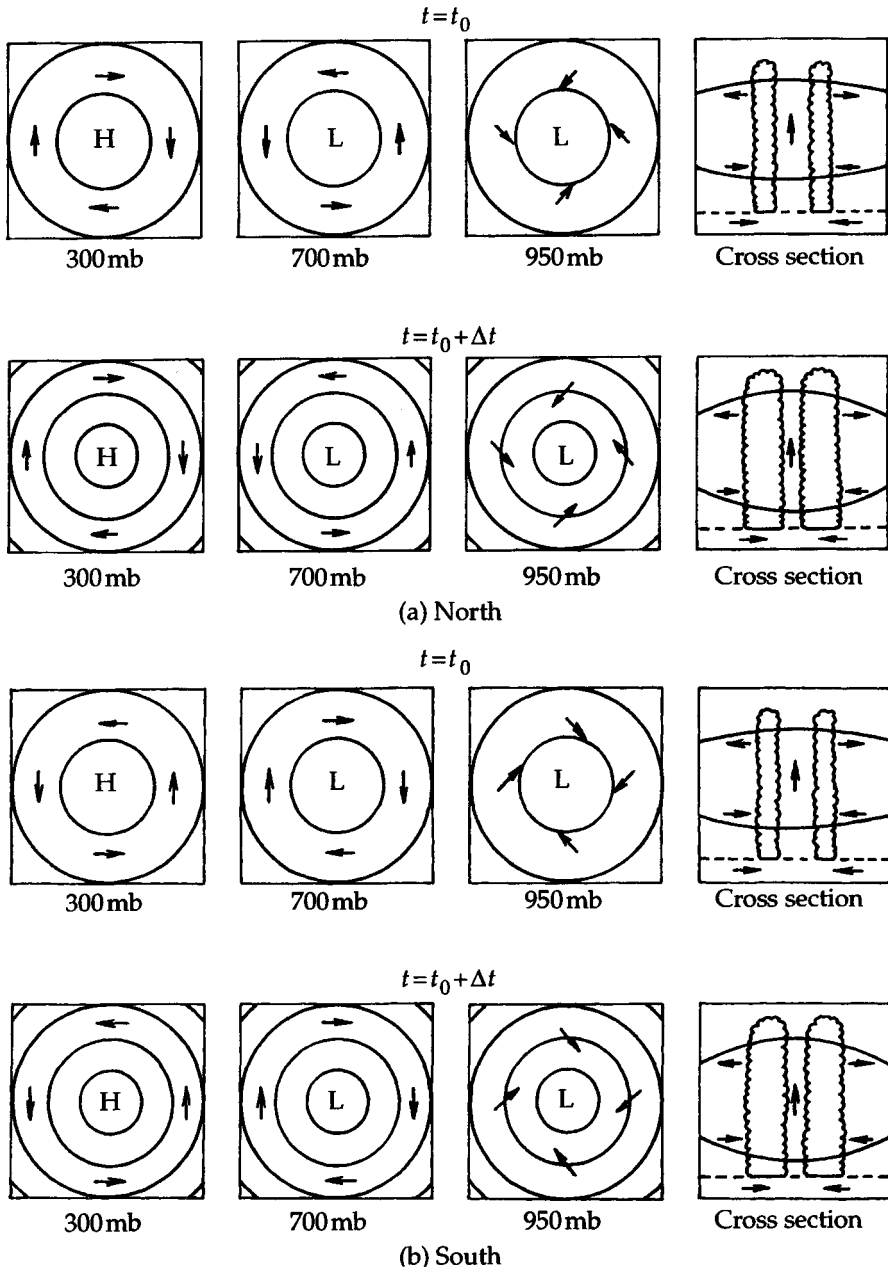 t = t₀
H L L
300 mb 700 mb 950 mb Cross section
t = t₀ + Δt
H L L
300 mb 700 mb 950 mb Cross section
(a) North
t = t₀
H L L
300 mb 700 mb 950 mb Cross section
t = t₀ + Δt
H L L
300 mb 700 mb 950 mb Cross section
(b) South